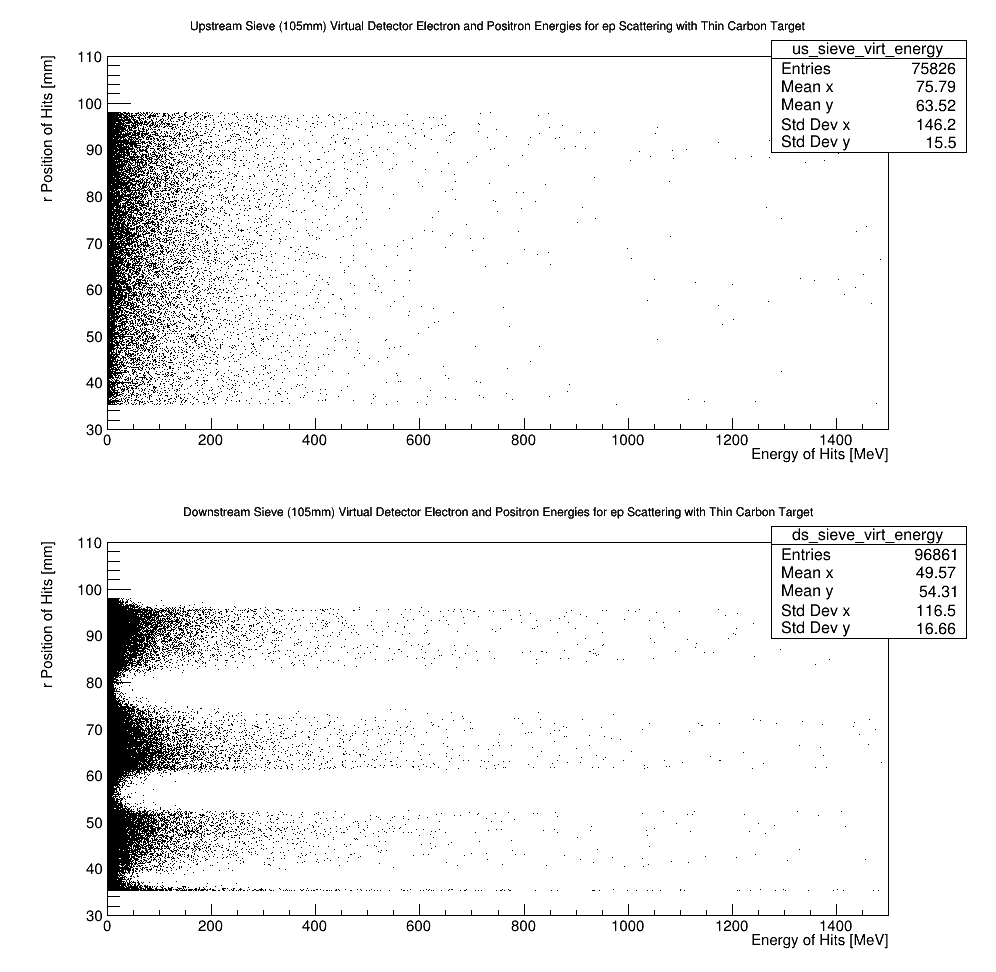 Upstream Sieve (105mm) Virtual Detector Electron and Positron Energies for ep Scattering with Thin Carbon Target
us_sieve_virt_energy
Entries 75826
Mean x 75.79
Mean y 63.52
Std Dev x 146.2
Std Dev y 15.5
r Position of Hits [mm]
110
100
90
80
70
60
50
40
30
0 200 400 600 800 1000 1200 1400
Energy of Hits [MeV]
Downstream Sieve (105mm) Virtual Detector Electron and Positron Energies for ep Scattering with Thin Carbon Target
ds_sieve_virt_energy
Entries 96861
Mean x 49.57
Mean y 54.31
Std Dev x 116.5
Std Dev y 16.66
r Position of Hits [mm]
110
100
90
80
70
60
50
40
30
0 200 400 600 800 1000 1200 1400
Energy of Hits [MeV]